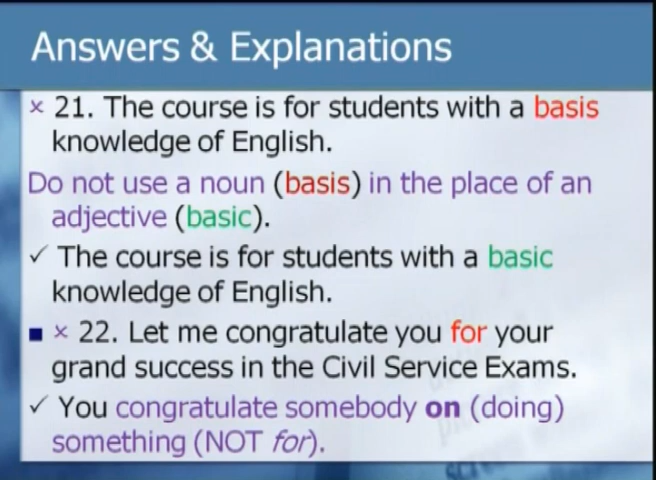 Answers & Explanations
× 21. The course is for students with a basis
knowledge of English.
Do not use a noun (basis) in the place of an
adjective (basic).
✓ The course is for students with a basic
knowledge of English.
■ × 22. Let me congratulate you for your
grand success in the Civil Service Exams.
✓ You congratulate somebody on (doing)
something (NOT for).